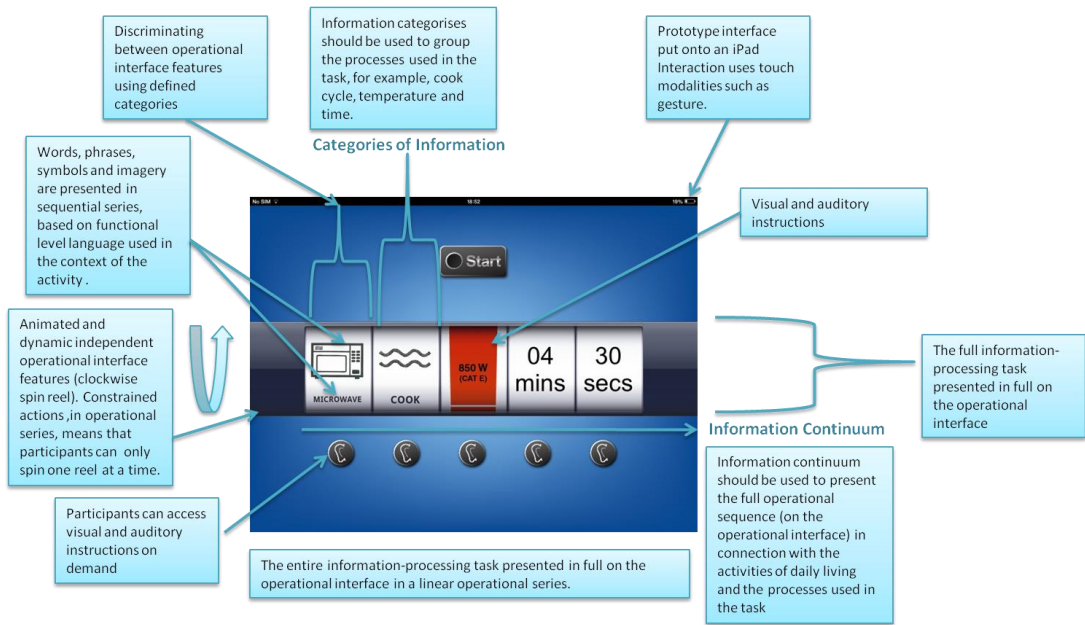 Discriminating
between operational
interface features
using defined
categories
Information categorises
should be used to group
the processes used in the
task, for example, cook
cycle, temperature and
time.
Prototype interface
put onto an iPad
Interaction uses touch
modalities such as
gesture.
Categories of Information
Words, phrases,
symbols and imagery
are presented in
sequential series,
based on functional
level language used in
the context of the
activity .
No SIM
18:52
19%
Visual and auditory
instructions
Start
Animated and
dynamic independent
operational interface
features (clockwise
spin reel). Constrained
actions ,in operational
series, means that
participants can only
spin one reel at a time.
MICROWAVE
COOK
850 W
(CAT E)
04
mins
30
secs
The full information-
processing task
presented in full on
the operational
interface
Information Continuum
Information continuum
should be used to present
the full operational
sequence (on the
operational interface) in
connection with the
activities of daily living
and the processes used in
the task
Participants can access
visual and auditory
instructions on
demand
The entire information-processing task presented in full on the
operational interface in a linear operational series.